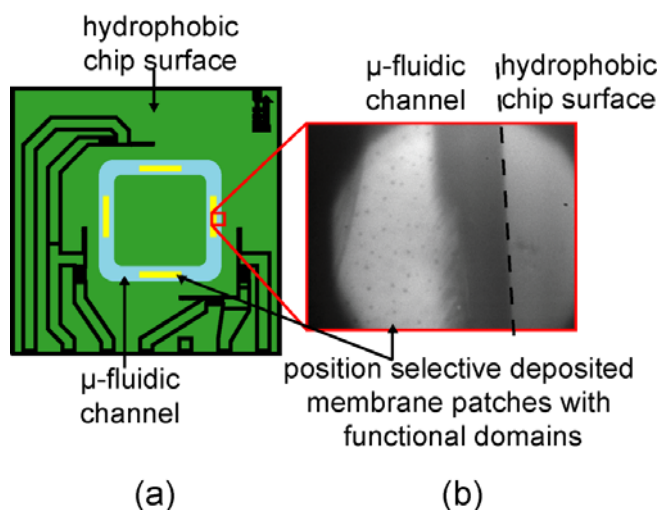 hydrophobic
chip surface
μ-fluidic
channel
hydrophobic
chip surface
μ-fluidic
channel
position selective deposited
membrane patches with
functional domains
(a)
(b)